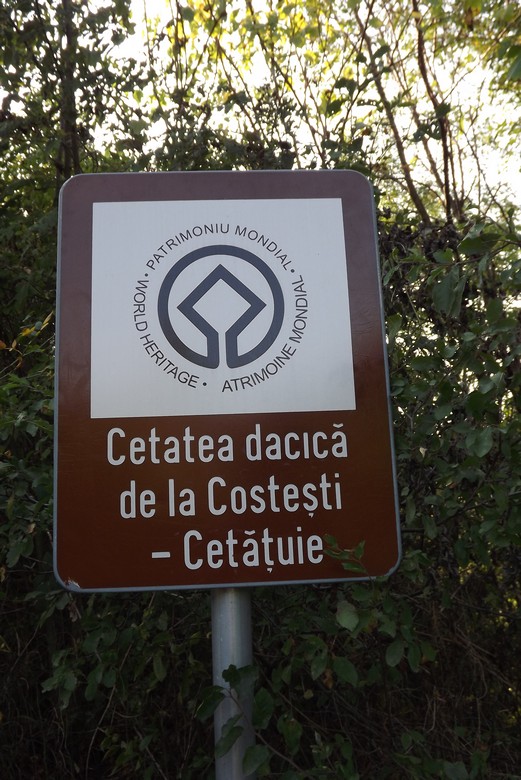 • PATRIMONIU MONDIAL •
WORLD HERITAGE •
ATRIMOINE MONDIAL
Cetatea dacică
de la Costești
– Cetățuie